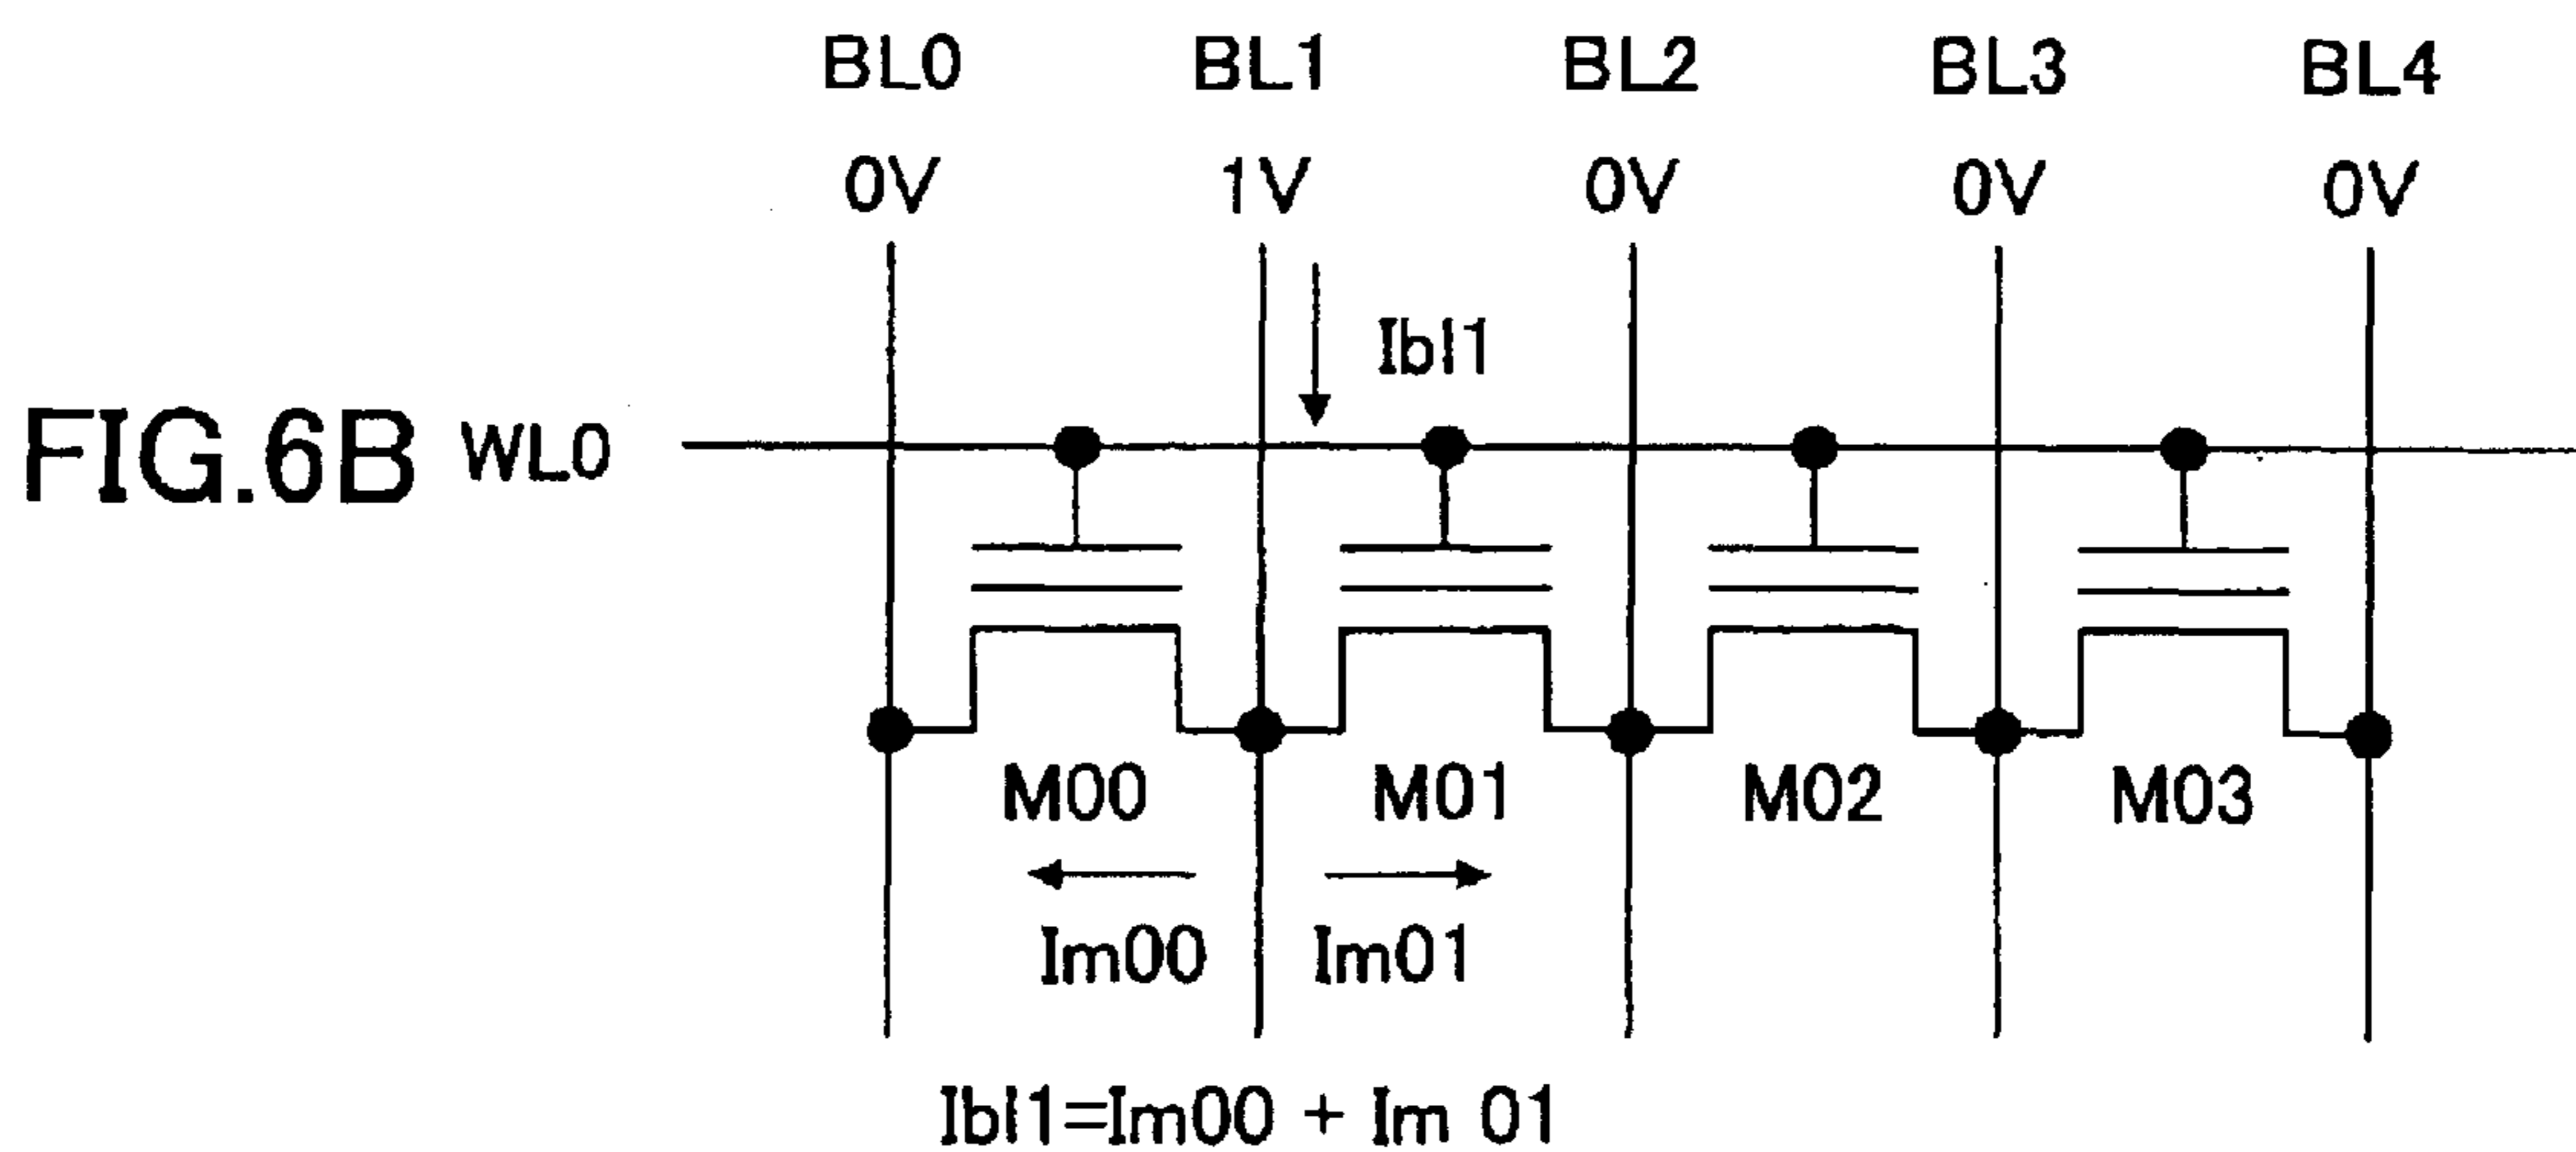 BL0 BL1 BL2 BL3 BL4
0V 1V 0V 0V 0V
Ibl1
FIG.6B WL0
M00 M01 M02 M03
Im00 Im01
Ibl1=Im00 + Im 01